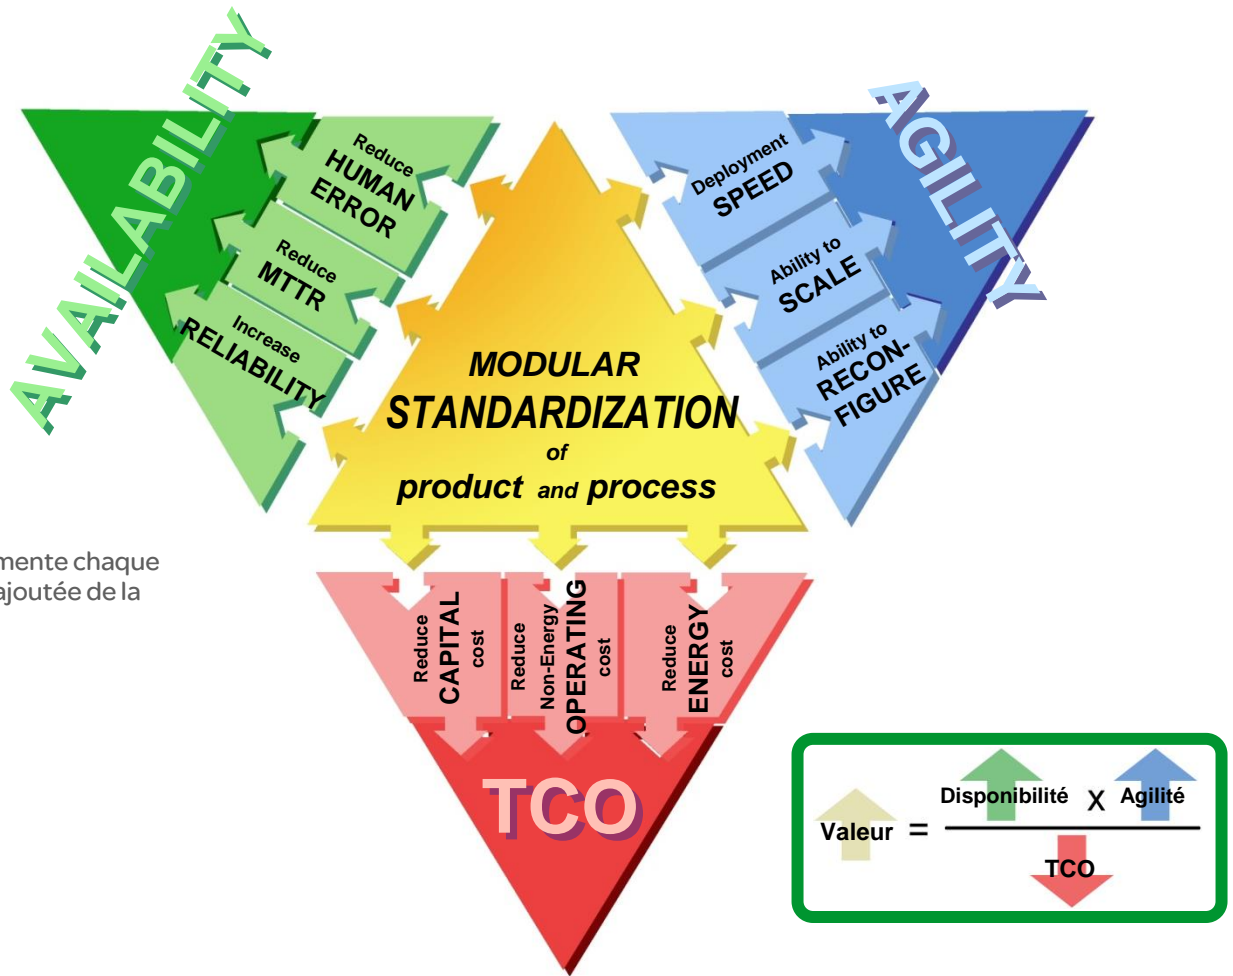 AVAILABILITY
Reduce
HUMAN
ERROR
Reduce
MTTR
Increase
RELIABILITY
MODULAR
STANDARDIZATION
of
product and process
AGILITY
Deployment
SPEED
Ability to
SCALE
Ability to
RECON-
FIGURE
mente chaque
ajoutée de la
Reduce
CAPITAL
cost
Reduce
Non-Energy
OPERATING
cost
Reduce
ENERGY
cost
TCO
Disponibilité X Agilité
Valeur =
TCO